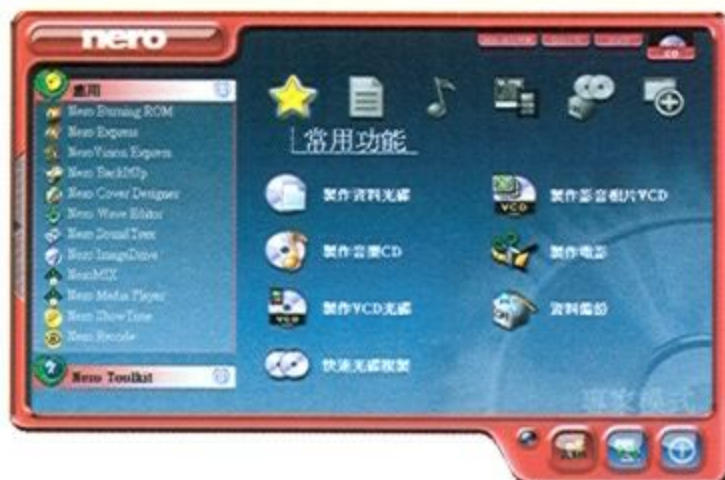 nero
CD
應用
Nero Burning ROM
Nero Express
NeroVision Express
Nero BackItUp
Nero Cover Designer
Nero Wave Editor
Nero SoundTrax
Nero ImageDrive
NeroMIX
Nero Media Player
Nero ShowTime
Nero Recode
Nero Toolkit
常用功能
製作資料光碟
製作影音相片VCD
製作音樂CD
製作電影
製作VCD光碟
資料備份
快速光碟複製
專家模式